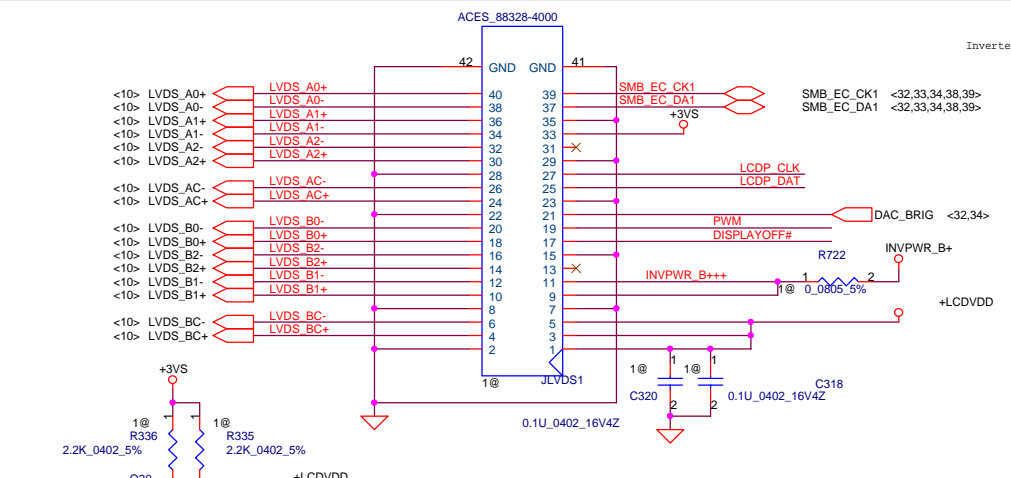 ACES_88328-4000
Inverte
42 GND GND 41
<10> LVDS_A0+ LVDS_A0+ 40 39 SMB_EC_CK1 SMB_EC_CK1 <32,33,34,38,39>
<10> LVDS_A0- LVDS_A0- 38 37 SMB_EC_DA1 SMB_EC_DA1 <32,33,34,38,39>
<10> LVDS_A1+ LVDS_A1+ 36 35 +3VS
<10> LVDS_A1- LVDS_A1- 34 33
<10> LVDS_A2- LVDS_A2- 32 31
<10> LVDS_A2+ LVDS_A2+ 30 29
28 27 LCDP_CLK
<10> LVDS_AC- LVDS_AC- 26 25 LCDP_DAT
<10> LVDS_AC+ LVDS_AC+ 24 23
22 21 DAC_BRIG <32,34>
<10> LVDS_B0- LVDS_B0- 20 19 PWM
<10> LVDS_B0+ LVDS_B0+ 18 17 DISPLAYOFF#
<10> LVDS_B2- LVDS_B2- 16 15 R722 INVPWR_B+
<10> LVDS_B2+ LVDS_B2+ 14 13
<10> LVDS_B1- LVDS_B1- 12 11 INVPWR_B+++ 1 2
<10> LVDS_B1+ LVDS_B1+ 10 9 1@ 0_0805_5%
8 7 +LCDVDD
<10> LVDS_BC- LVDS_BC- 6 5
<10> LVDS_BC+ LVDS_BC+ 4 3
2 1
1@ JLVDS1
1@ 1 1@ 1
C320 2 2 C318
0.1U_0402_16V4Z
0.1U_0402_16V4Z
+3VS
1@ 1 1 1@
R336 R335
2.2K_0402_5% 2.2K_0402_5%
+LCDVDD